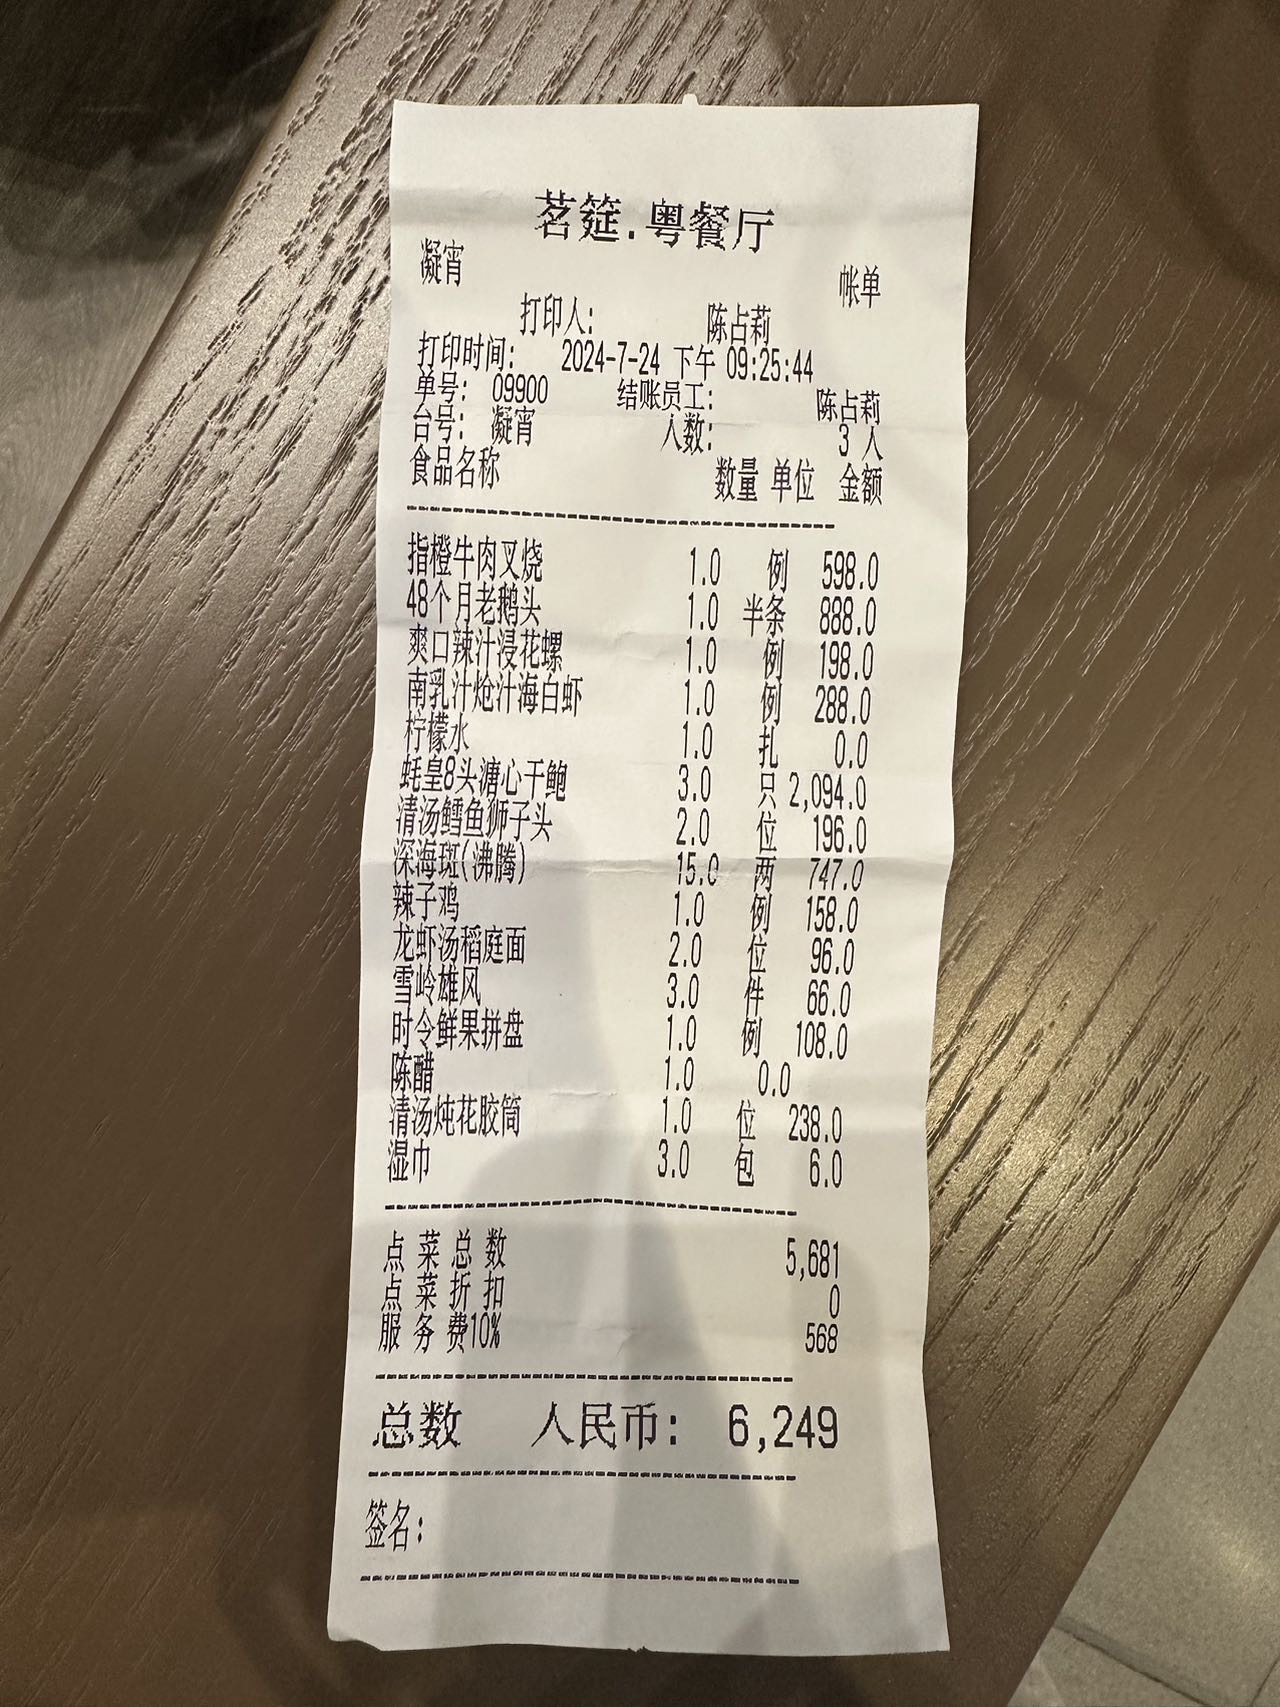 茗筵.粤餐厅
凝宵 帐单
打印人: 陈占莉
打印时间: 2024-7-24 下午 09:25:44
单号: 09900 结账员工: 陈占莉
台号: 凝宵 人数: 3 人
食品名称 数量 单位 金额
指橙牛肉叉烧 1.0 例 598.0
48个月老鹅头 1.0 半条 888.0
爽口辣汁浸花螺 1.0 例 198.0
南乳汁炝汁海白虾 1.0 例 288.0
柠檬水 1.0 扎 0.0
蚝皇8头溏心干鲍 3.0 只 2,094.0
清汤鳕鱼狮子头 2.0 位 196.0
深海斑(沸腾) 15.0 两 747.0
辣子鸡 1.0 例 158.0
龙虾汤稻庭面 2.0 位 96.0
雪岭雄风 3.0 件 66.0
时令鲜果拼盘 1.0 例 108.0
陈醋 1.0 0.0
清汤炖花胶筒 1.0 位 238.0
湿巾 3.0 包 6.0
点菜总数 5,681
点菜折扣 0
服务费10% 568
总数 人民币: 6,249
签名: